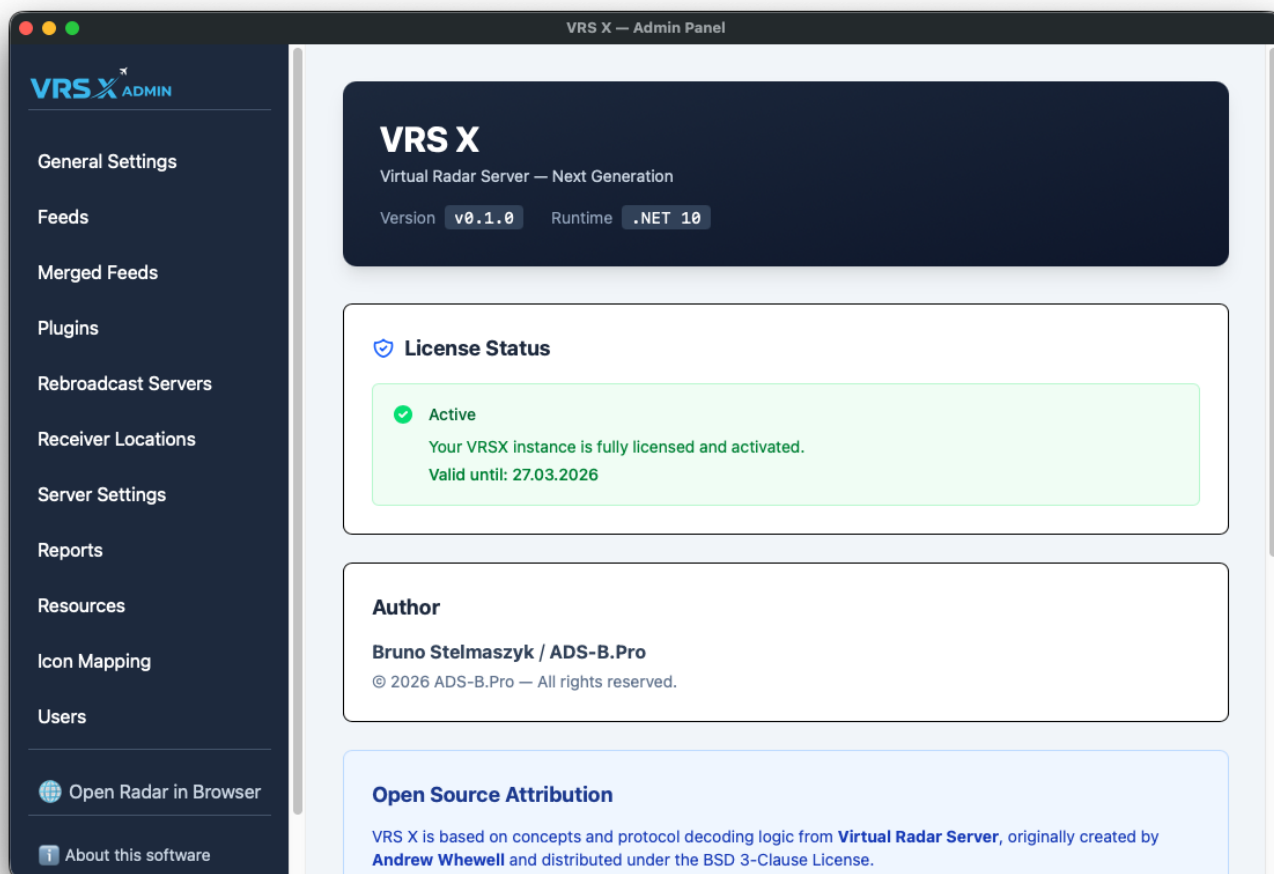 VRS X — Admin Panel
VRS X ADMIN
General Settings
Feeds
Merged Feeds
Plugins
Rebroadcast Servers
Receiver Locations
Server Settings
Reports
Resources
Icon Mapping
Users
Open Radar in Browser
About this software
VRS X
Virtual Radar Server — Next Generation
Version v0.1.0 Runtime .NET 10
License Status
Active
Your VRSX instance is fully licensed and activated.
Valid until: 27.03.2026
Author
Bruno Stelmaszyk / ADS-B.Pro
© 2026 ADS-B.Pro — All rights reserved.
Open Source Attribution
VRS X is based on concepts and protocol decoding logic from Virtual Radar Server, originally created by
Andrew Whewell and distributed under the BSD 3-Clause License.